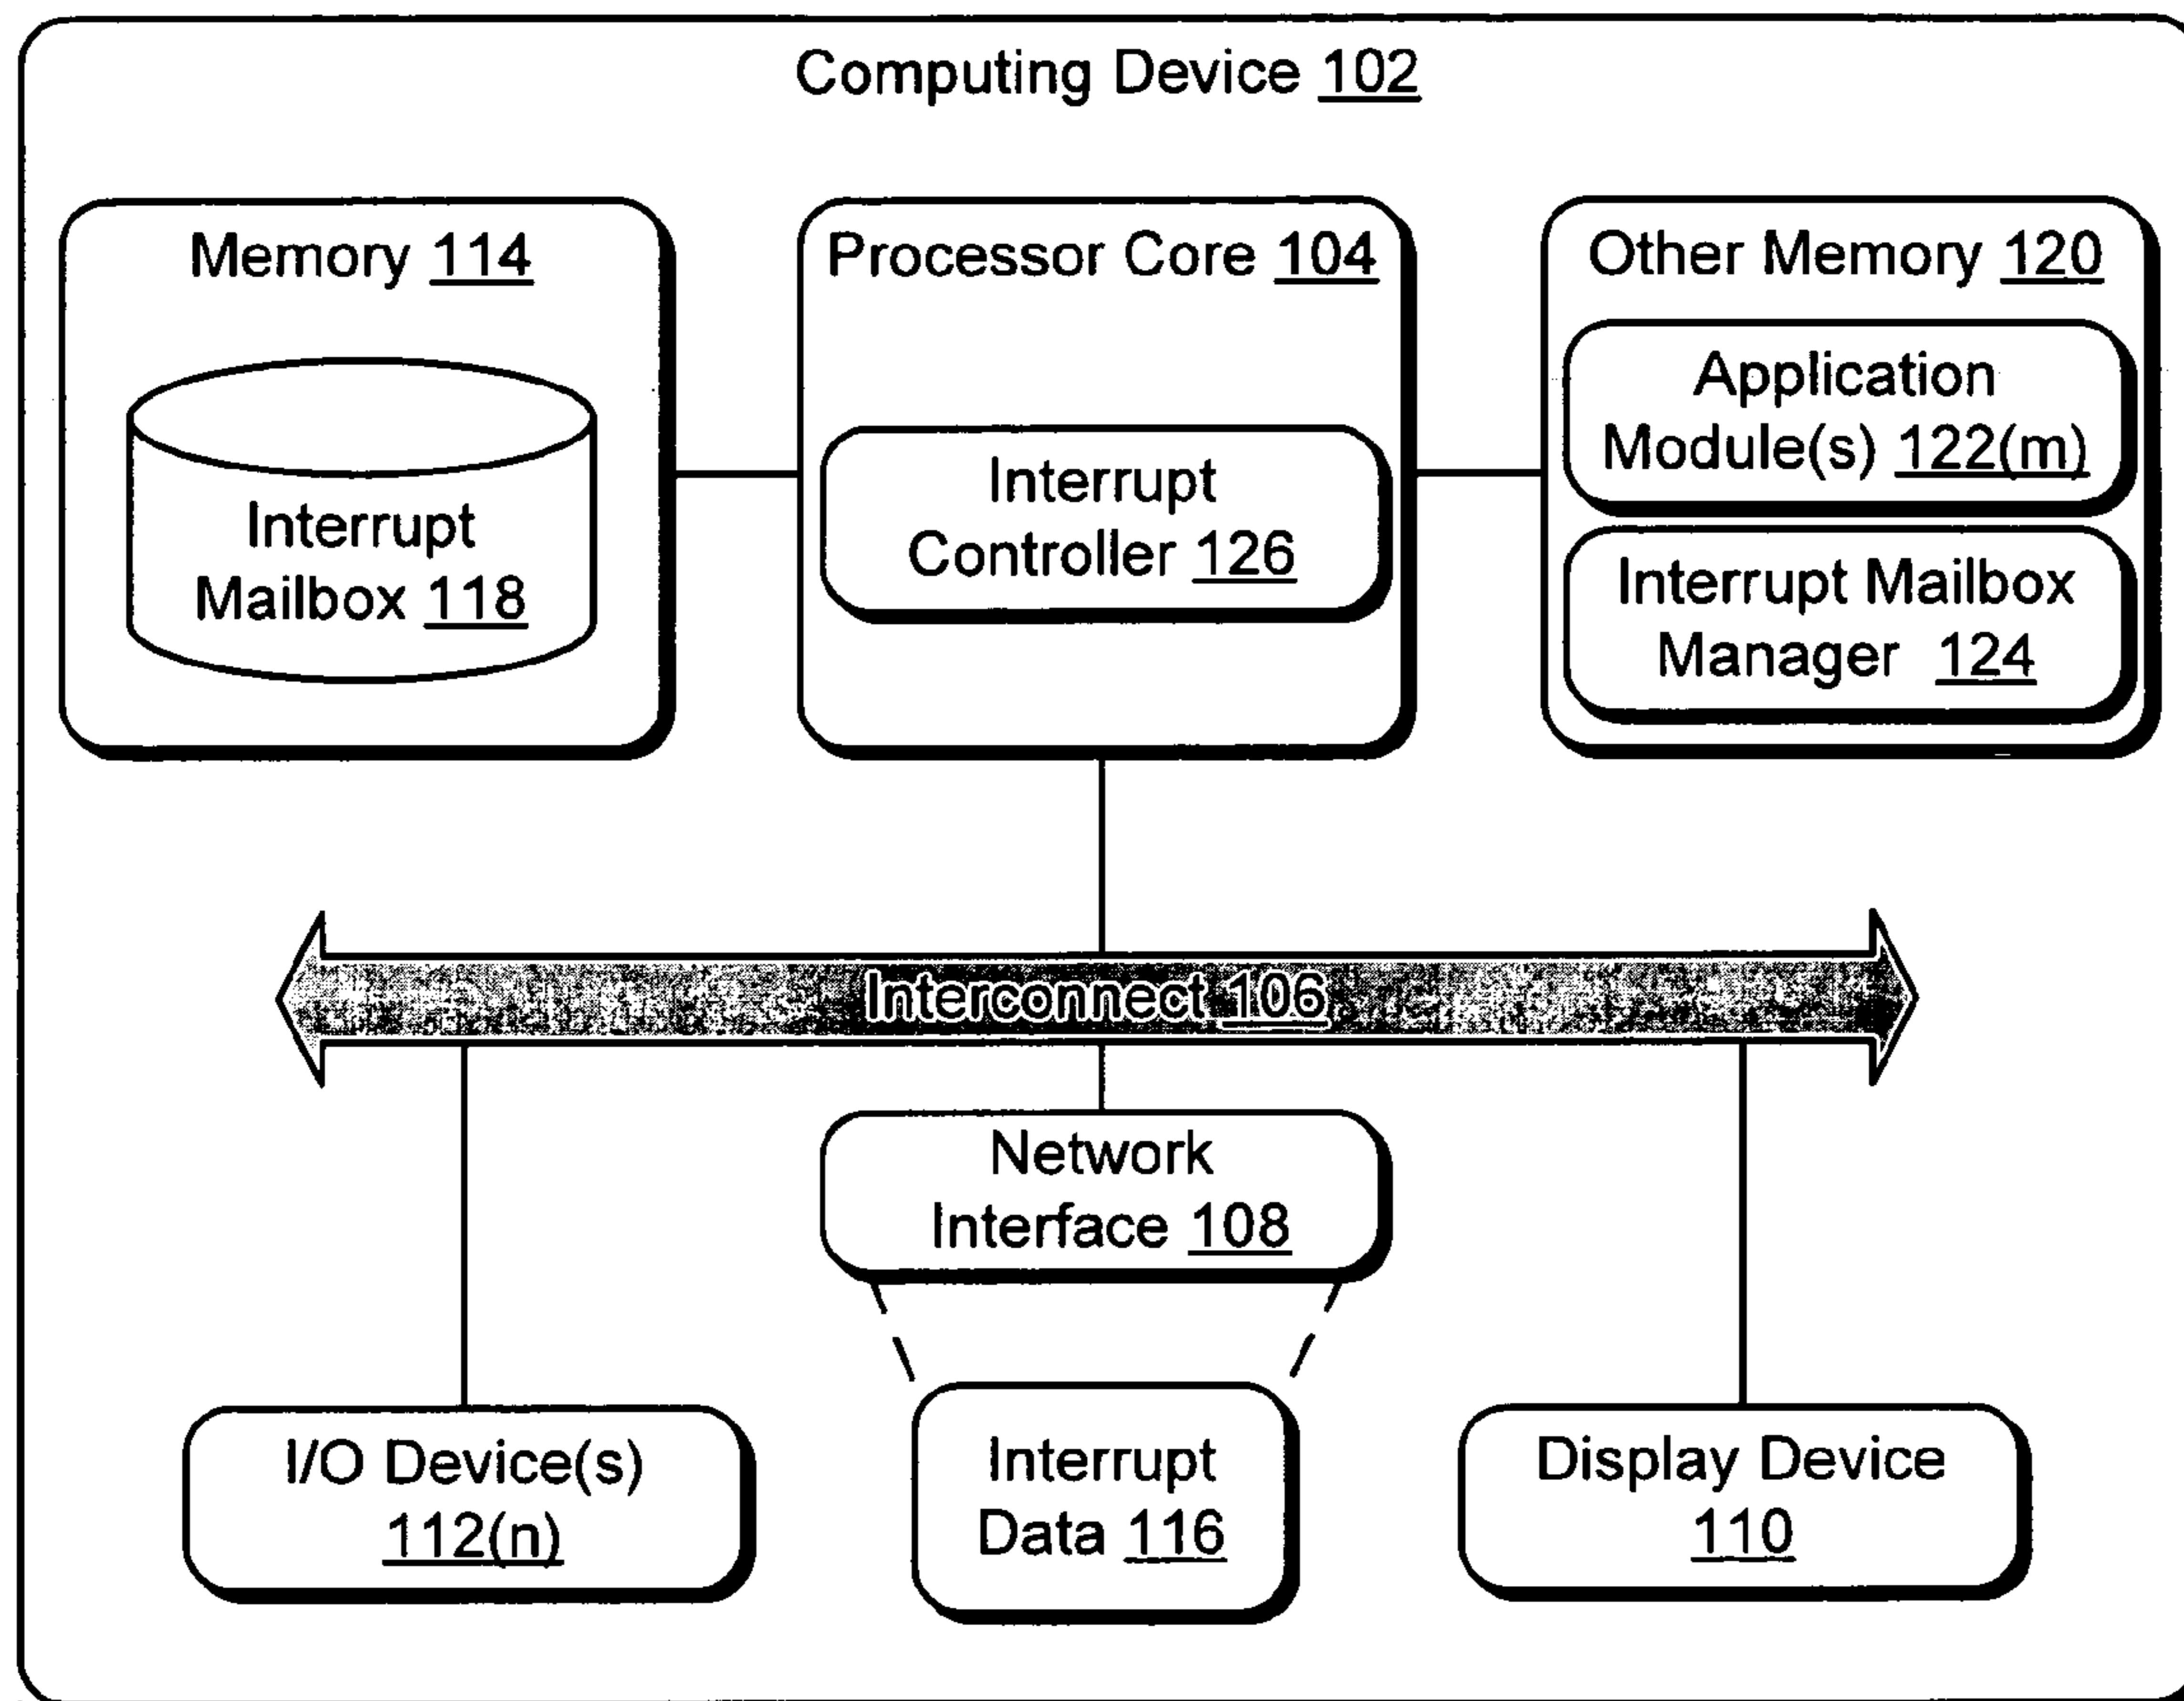 Computing Device 102
Memory 114
Interrupt
Mailbox 118
Processor Core 104
Interrupt
Controller 126
Other Memory 120
Application
Module(s) 122(m)
Interrupt Mailbox
Manager 124
Interconnect 106
Network
Interface 108
I/O Device(s)
112(n)
Interrupt
Data 116
Display Device
110